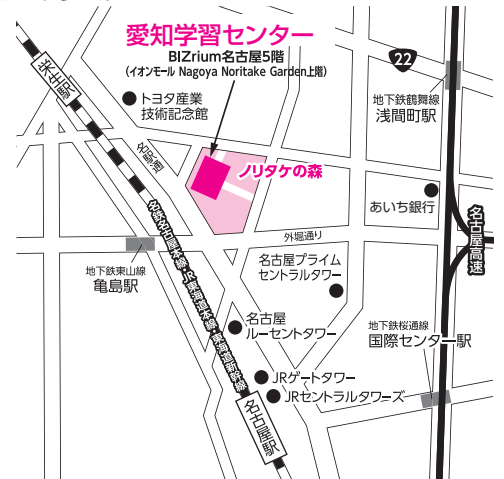 愛知学習センター
BIZrium名古屋5階
(イオンモール Nagoya Noritake Garden上階)
22
栄生駅
トヨタ産業
技術記念館
地下鉄鶴舞線
浅間町駅
名駅通
ノリタケの森
あいち銀行
名古屋高速
外堀通り
地下鉄東山線
亀島駅
名鉄名古屋本線・JR東海道本線・東海道新幹線
名古屋プライム
セントラルタワー
名古屋
ルーセントタワー
地下鉄桜通線
国際センター駅
JRゲートタワー
JRセントラルタワーズ
名古屋駅